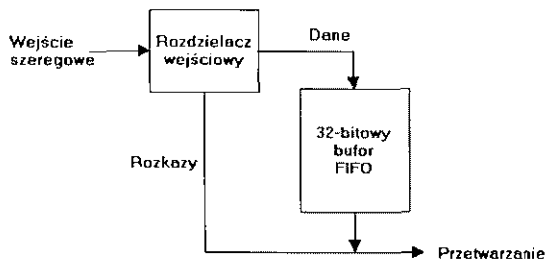 Wejście
szeregowe
Rozdzielacz
wejściowy
Dane
32-bitowy
bufor
FIFO
Rozkazy
Przetwarzanie